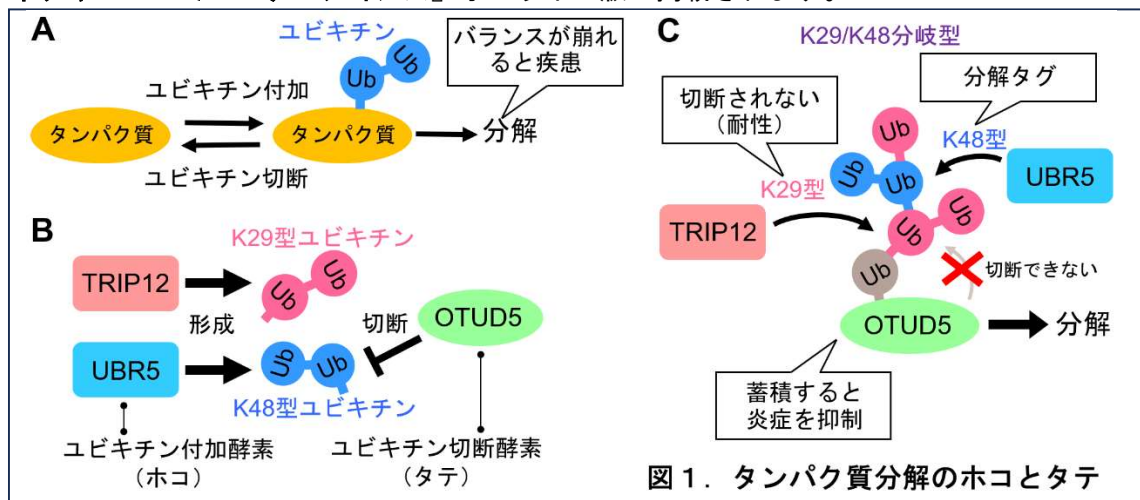 A
ユビキチン
バランスが崩れ
ると疾患
ユビキチン付加
Ub
Ub
タンパク質
タンパク質
分解
ユビキチン切断
B
K29型ユビキチン
TRIP12
Ub
Ub
形成
切断
OTUD5
UBR5
Ub
Ub
K48型ユビキチン
ユビキチン付加酵素
(ホコ)
ユビキチン切断酵素
(タテ)
C
K29/K48分岐型
切断されない
(耐性)
分解タグ
Ub
K48型
Ub
Ub
K29型
UBR5
TRIP12
Ub
Ub
Ub
切断できない
OTUD5
分解
蓄積すると
炎症を抑制
図1. タンパク質分解のホコとタテ